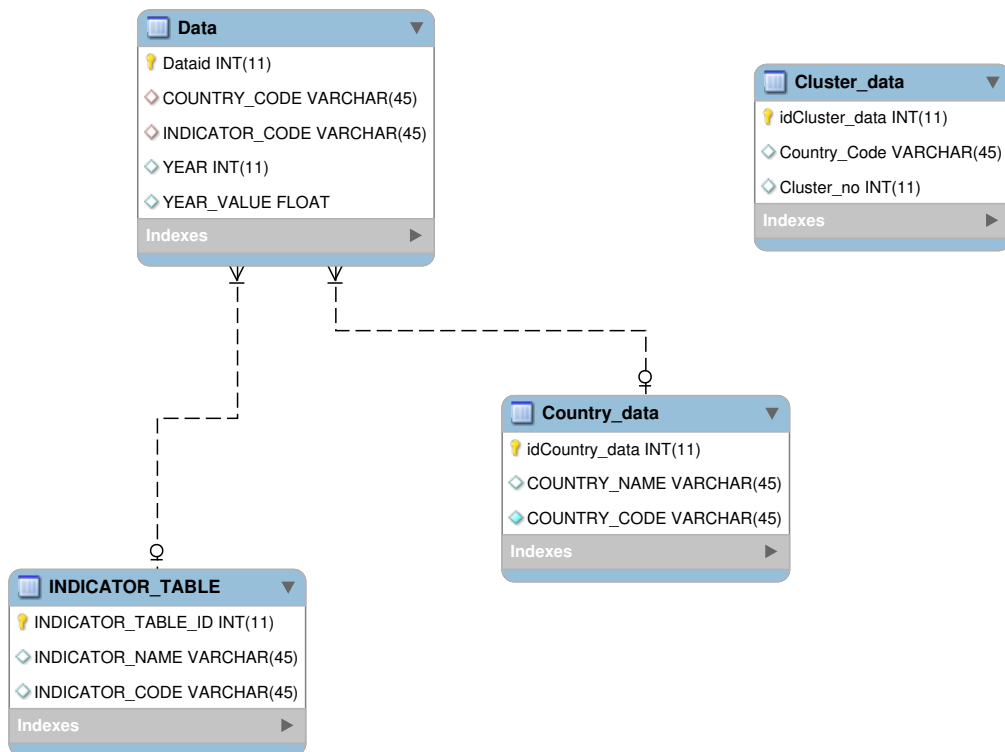 Data
Dataid INT(11)
COUNTRY_CODE VARCHAR(45)
INDICATOR_CODE VARCHAR(45)
YEAR INT(11)
YEAR_VALUE FLOAT
Indexes
Cluster_data
idCluster_data INT(11)
Country_Code VARCHAR(45)
Cluster_no INT(11)
Indexes
Country_data
idCountry_data INT(11)
COUNTRY_NAME VARCHAR(45)
COUNTRY_CODE VARCHAR(45)
Indexes
INDICATOR_TABLE
INDICATOR_TABLE_ID INT(11)
INDICATOR_NAME VARCHAR(45)
INDICATOR_CODE VARCHAR(45)
Indexes